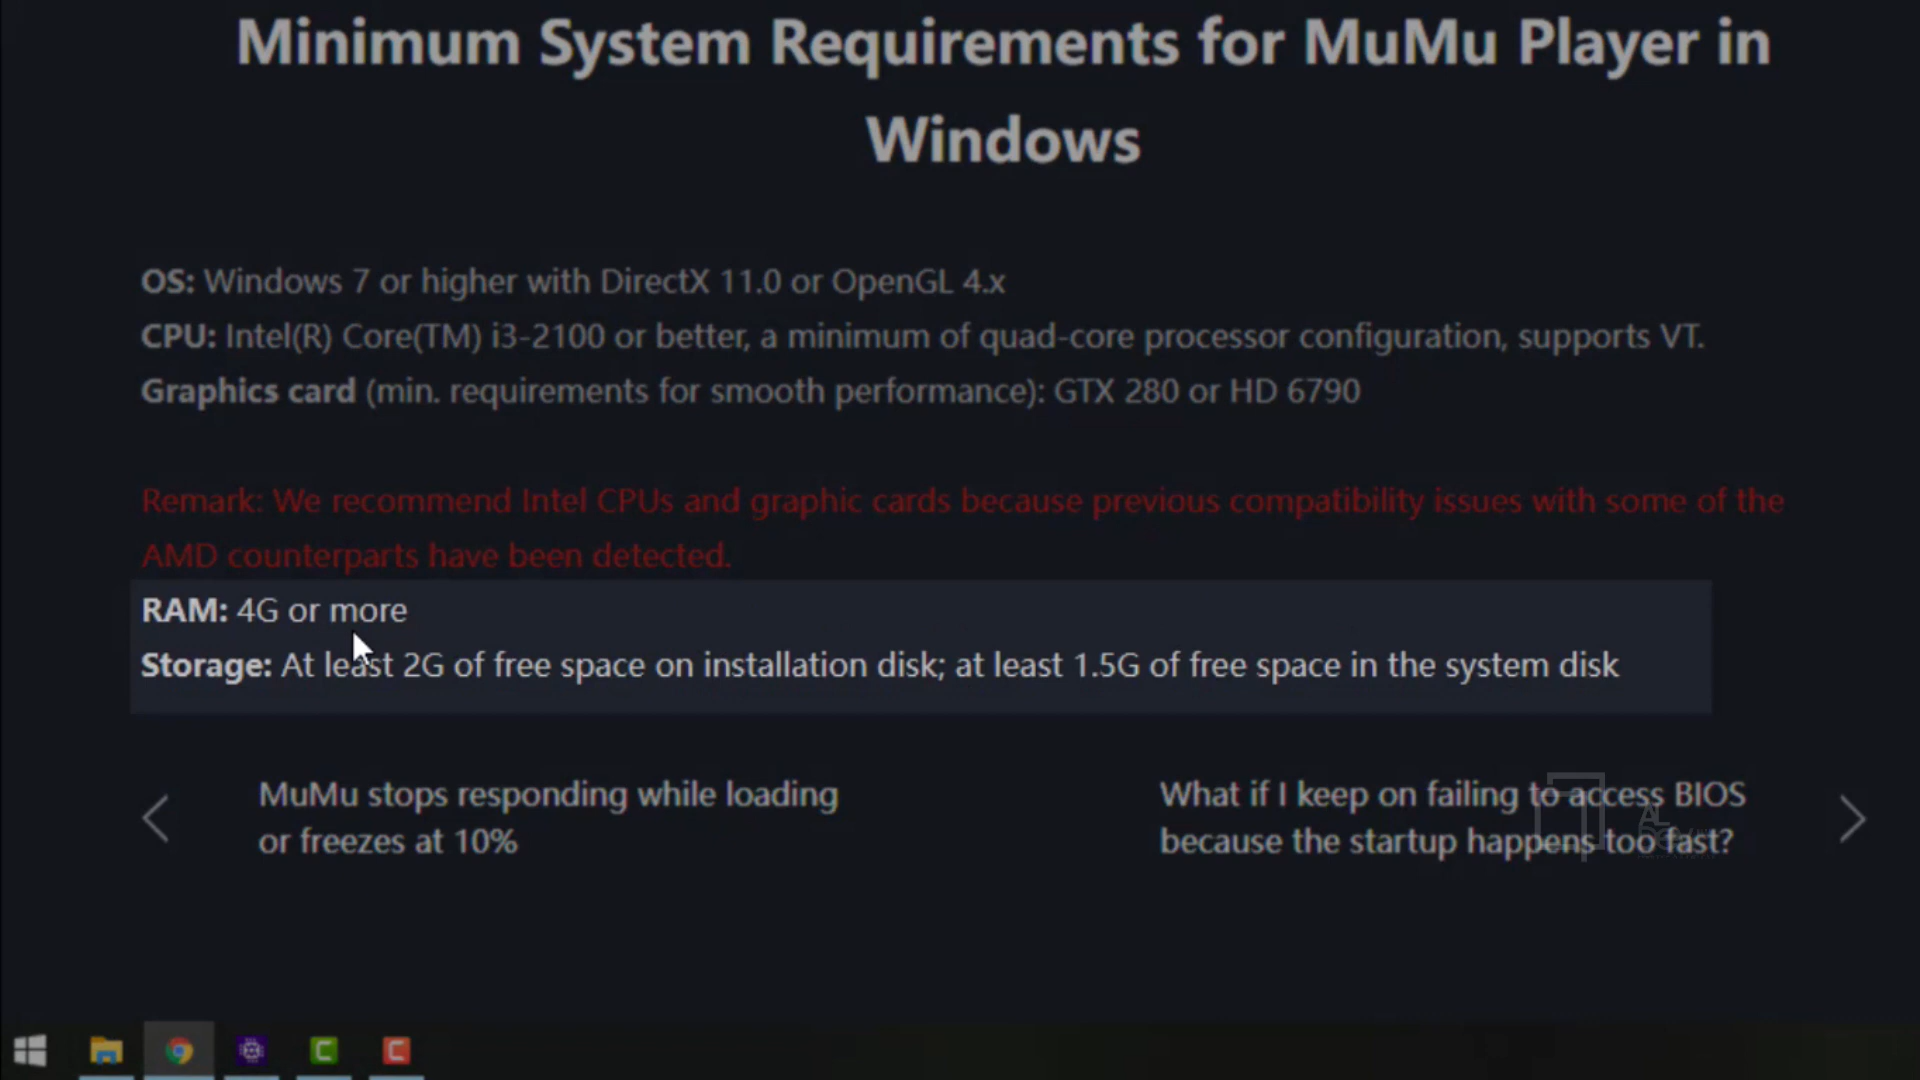 Minimum System Requirements for MuMu Player in
Windows
OS: Windows 7 or higher with DirectX 11.0 or OpenGL 4.x
CPU: Intel(R) Core(TM) i3-2100 or better, a minimum of quad-core processor configuration, supports VT.
Graphics card (min. requirements for smooth performance): GTX 280 or HD 6790
Remark: We recommend Intel CPUs and graphic cards because previous compatibility issues with some of the
AMD counterparts have been detected.
RAM: 4G or more
Storage: At least 2G of free space on installation disk; at least 1.5G of free space in the system disk
MuMu stops responding while loading
or freezes at 10%
What if I keep on failing to access BIOS
because the startup happens too fast?